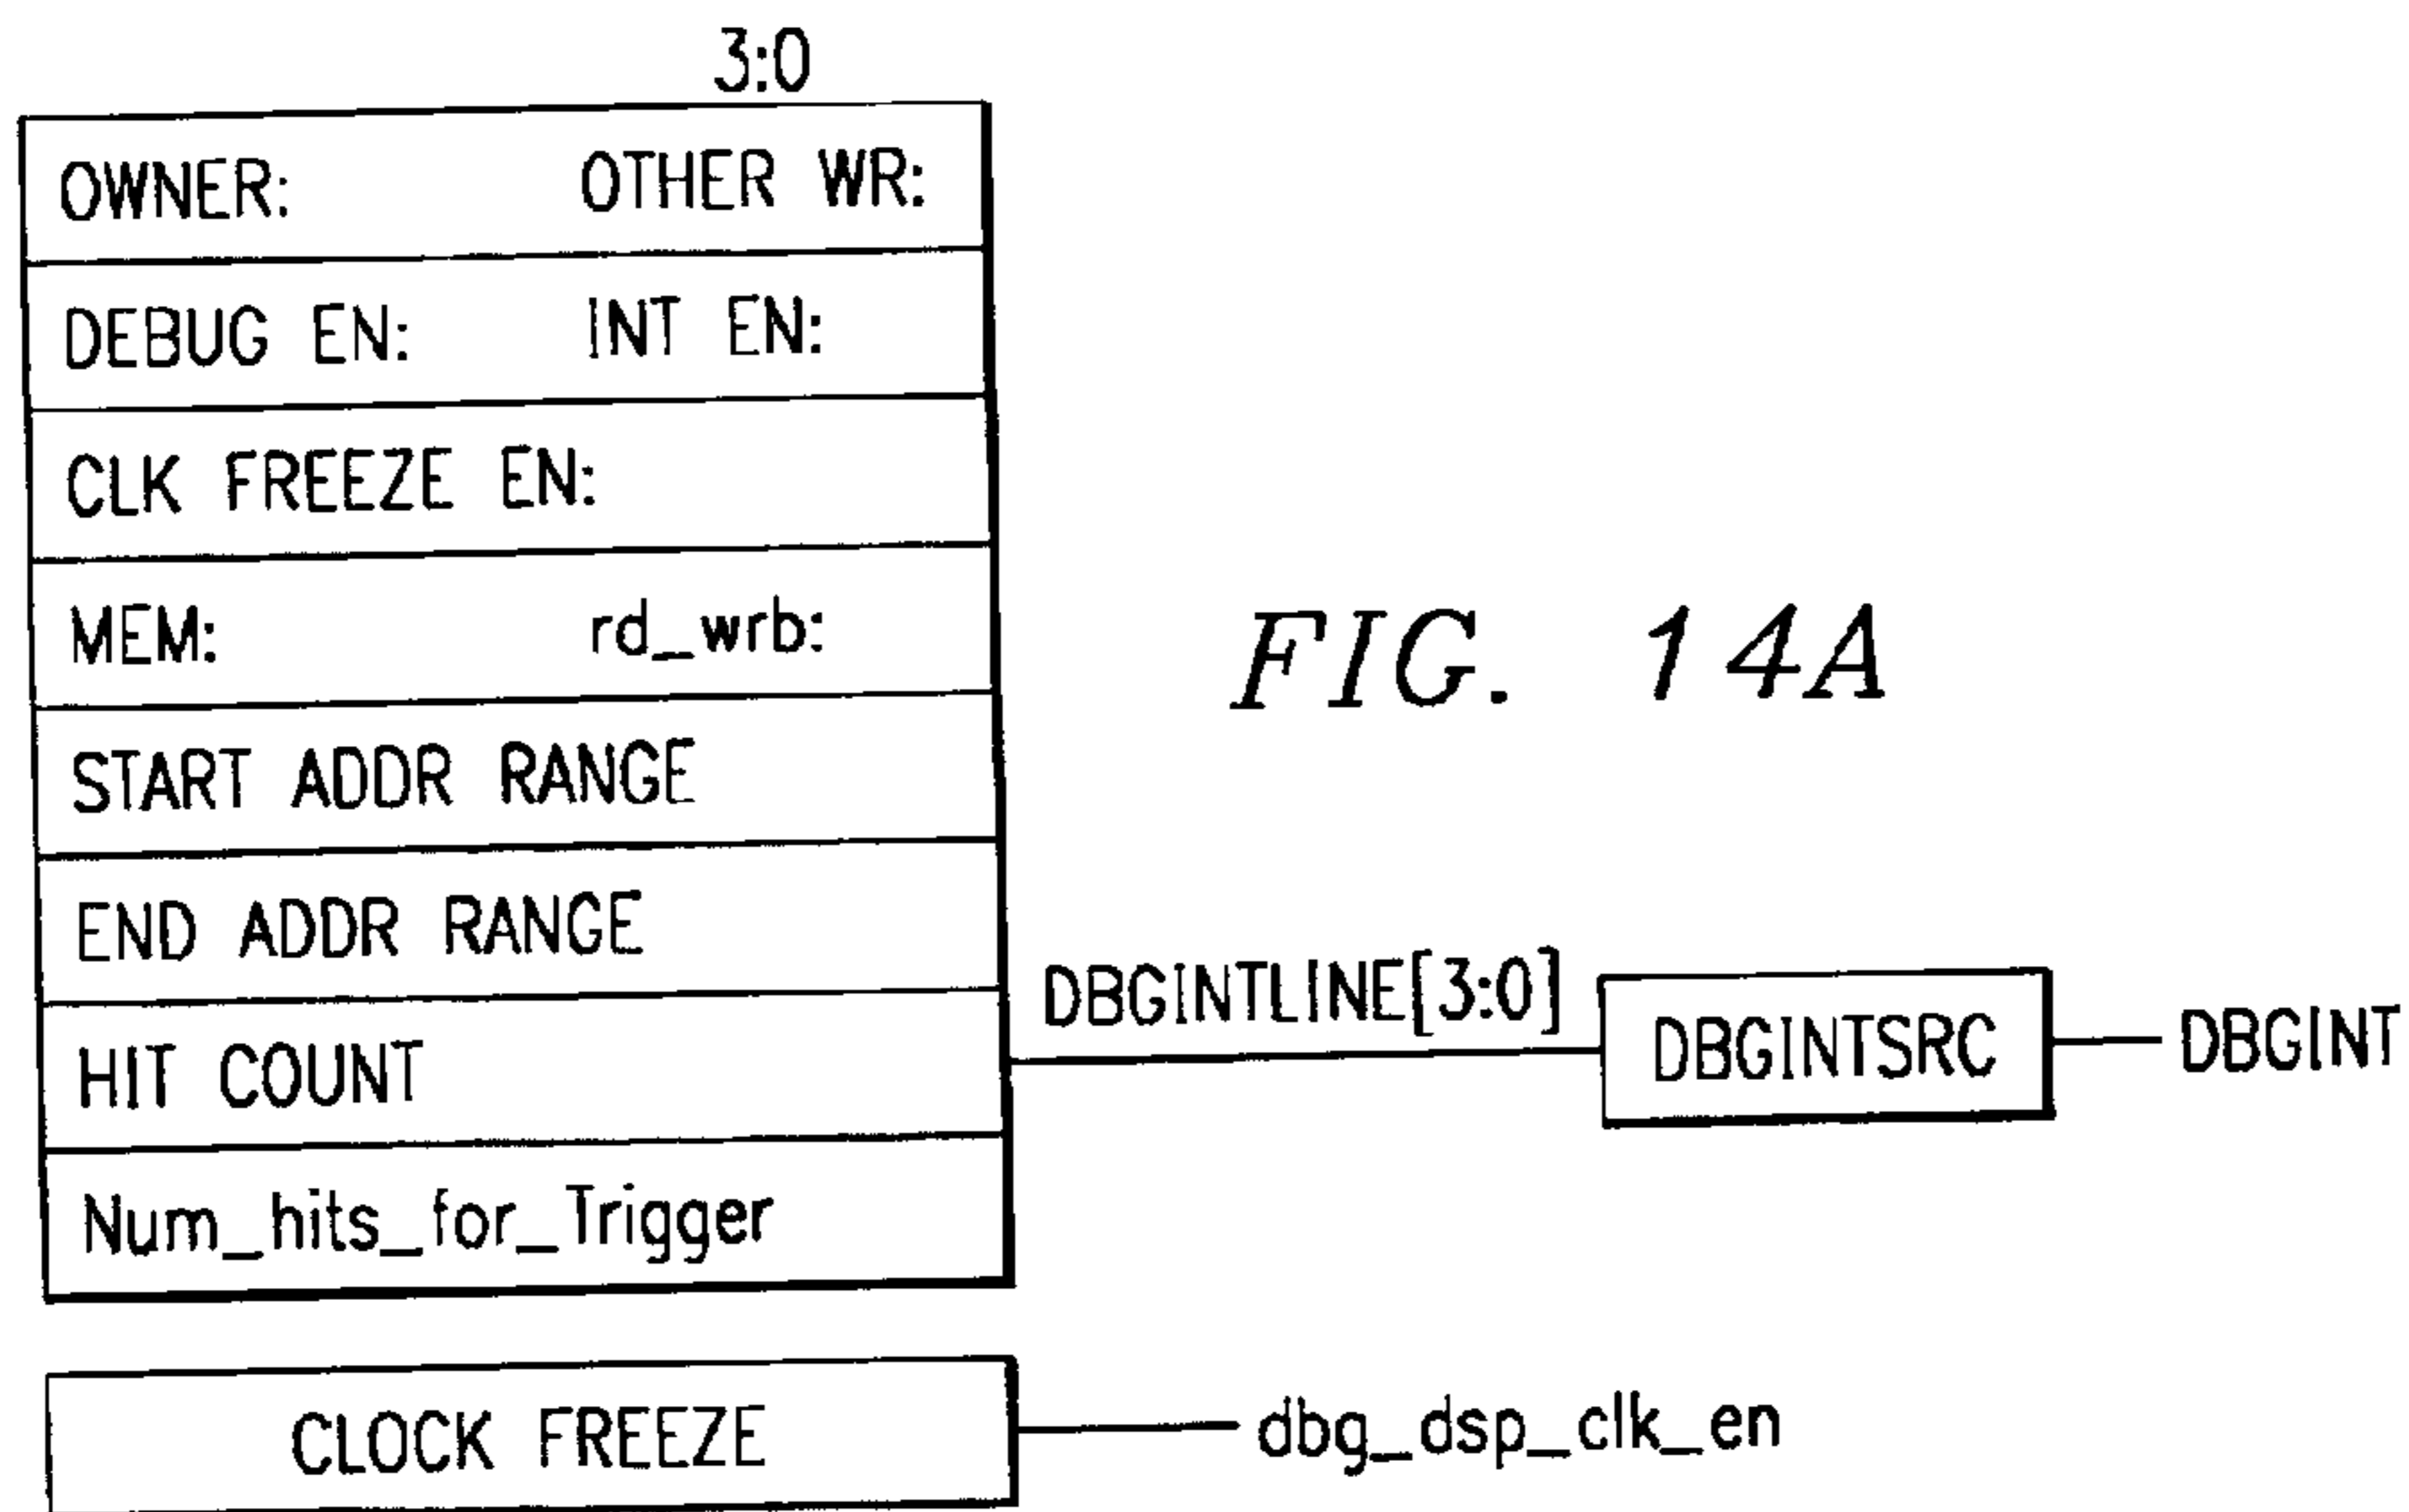 3:0
OWNER: OTHER WR:
DEBUG EN: INT EN:
CLK FREEZE EN:
MEM: rd_wrb:
FIG. 14A
START ADDR RANGE
END ADDR RANGE
DBGINTLINE[3:0]
DBGINTSRC
DBGINT
HIT COUNT
Num_hits_for_Trigger
CLOCK FREEZE
dbg_dsp_clk_en